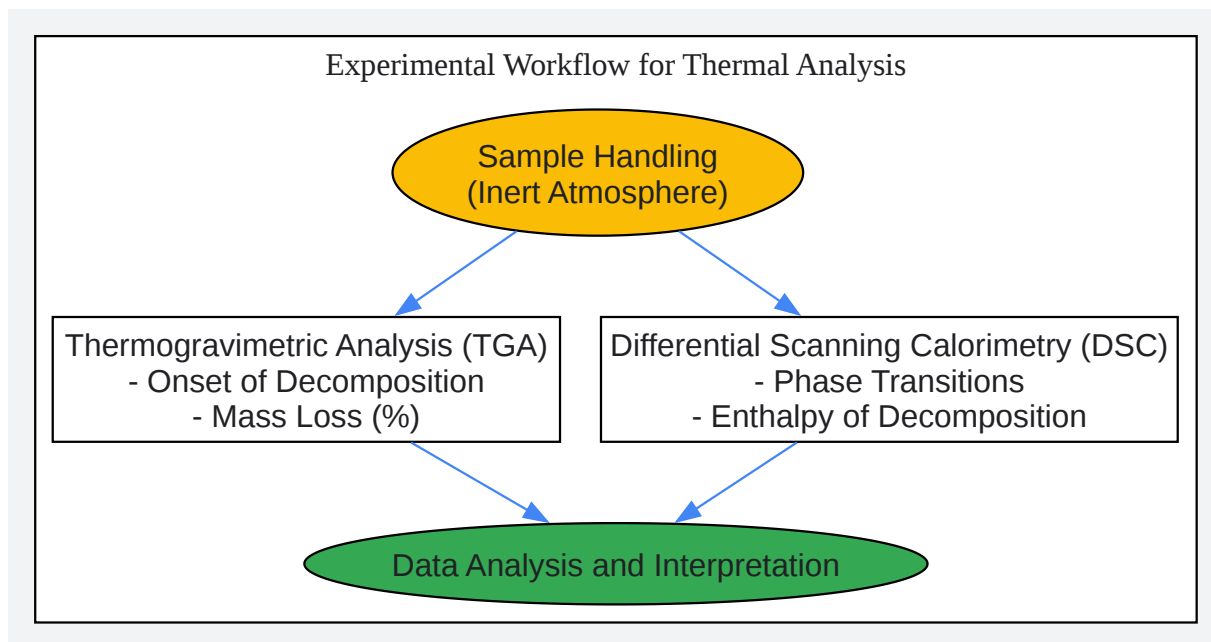 Experimental Workflow for Thermal Analysis
Sample Handling
(Inert Atmosphere)
Thermogravimetric Analysis (TGA)
- Onset of Decomposition
- Mass Loss (%)
Differential Scanning Calorimetry (DSC)
- Phase Transitions
- Enthalpy of Decomposition
Data Analysis and Interpretation